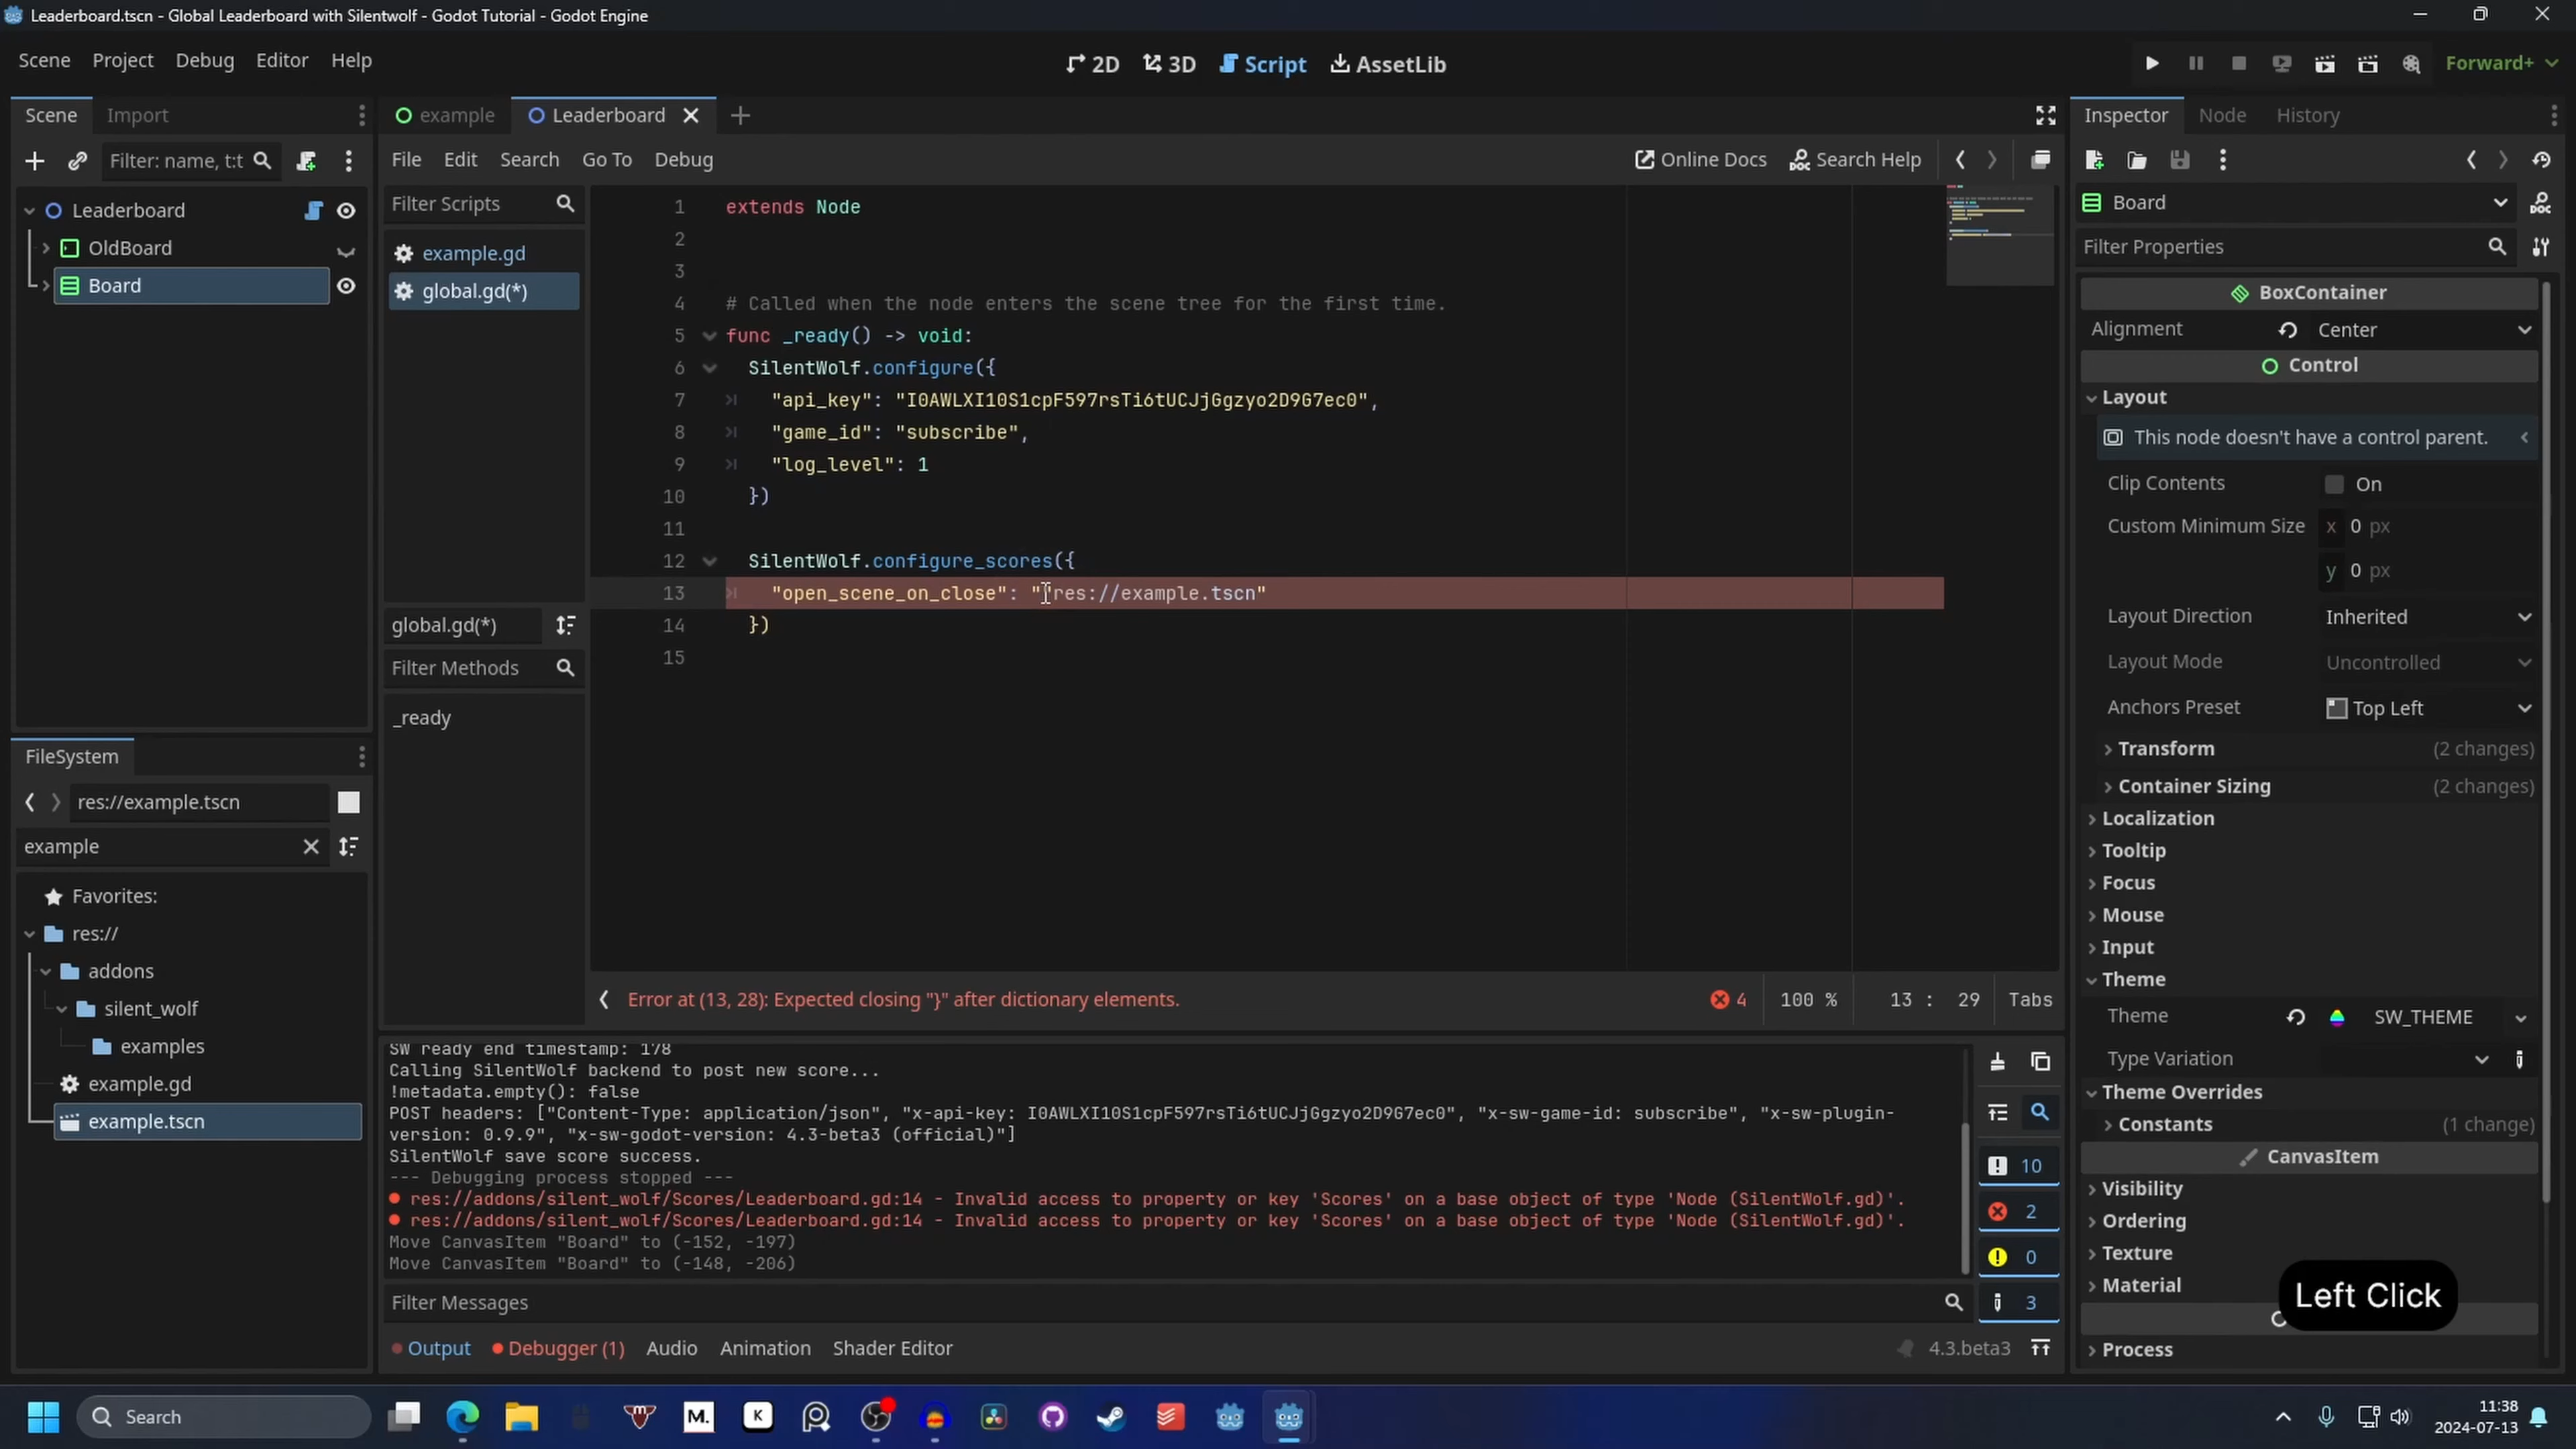 Leaderboard.tscn - Global Leaderboard with Silentwolf - Godot Tutorial - Godot Engine
Scene Project Debug Editor Help
2D 3D Script AssetLib
Forward+
Scene Import
Filter: name, t:t
Leaderboard
OldBoard
Board
example Leaderboard
File Edit Search Go To Debug
Online Docs Search Help
Filter Scripts
example.gd
global.gd(*)
global.gd(*)
Filter Methods
_ready
1 extends Node
2
3
4 # Called when the node enters the scene tree for the first time.
5 func _ready() -> void:
6 SilentWolf.configure({
7 "api_key": "I0AWLXI10S1cpF597rsTi6tUCJjGgzyo2D9G7ec0",
8 "game_id": "subscribe",
9 "log_level": 1
10 })
11
12 SilentWolf.configure_scores({
13 "open_scene_on_close": ""res://example.tscn"
14 })
15
Error at (13, 28): Expected closing "}" after dictionary elements.
4 100 % 13 : 29 Tabs
FileSystem
res://example.tscn
example
Favorites:
res://
addons
silent_wolf
examples
example.gd
example.tscn
SW ready end timestamp: 178
Calling SilentWolf backend to post new score...
!metadata.empty(): false
POST headers: ["Content-Type: application/json", "x-api-key: I0AWLXI10S1cpF597rsTi6tUCJjGgzyo2D9G7ec0", "x-sw-game-id: subscribe", "x-sw-plugin-
version: 0.9.9", "x-sw-godot-version: 4.3-beta3 (official)"]
SilentWolf save score success.
--- Debugging process stopped ---
res://addons/silent_wolf/Scores/Leaderboard.gd:14 - Invalid access to property or key 'Scores' on a base object of type 'Node (SilentWolf.gd)'.
res://addons/silent_wolf/Scores/Leaderboard.gd:14 - Invalid access to property or key 'Scores' on a base object of type 'Node (SilentWolf.gd)'.
Move CanvasItem "Board" to (-152, -197)
Move CanvasItem "Board" to (-148, -206)
10
2
0
3
Filter Messages
Output Debugger (1) Audio Animation Shader Editor
4.3.beta3
Inspector Node History
Board
Filter Properties
BoxContainer
Alignment Center
Control
Layout
This node doesn't have a control parent.
Clip Contents On
Custom Minimum Size x 0 px
y 0 px
Layout Direction Inherited
Layout Mode Uncontrolled
Anchors Preset Top Left
Transform (2 changes)
Container Sizing (2 changes)
Localization
Tooltip
Focus
Mouse
Input
Theme
Theme SW_THEME
Type Variation
Theme Overrides
Constants (1 change)
CanvasItem
Visibility
Ordering
Texture
Material
Left Click
Process
Search
M.
K
11:38
2024-07-13